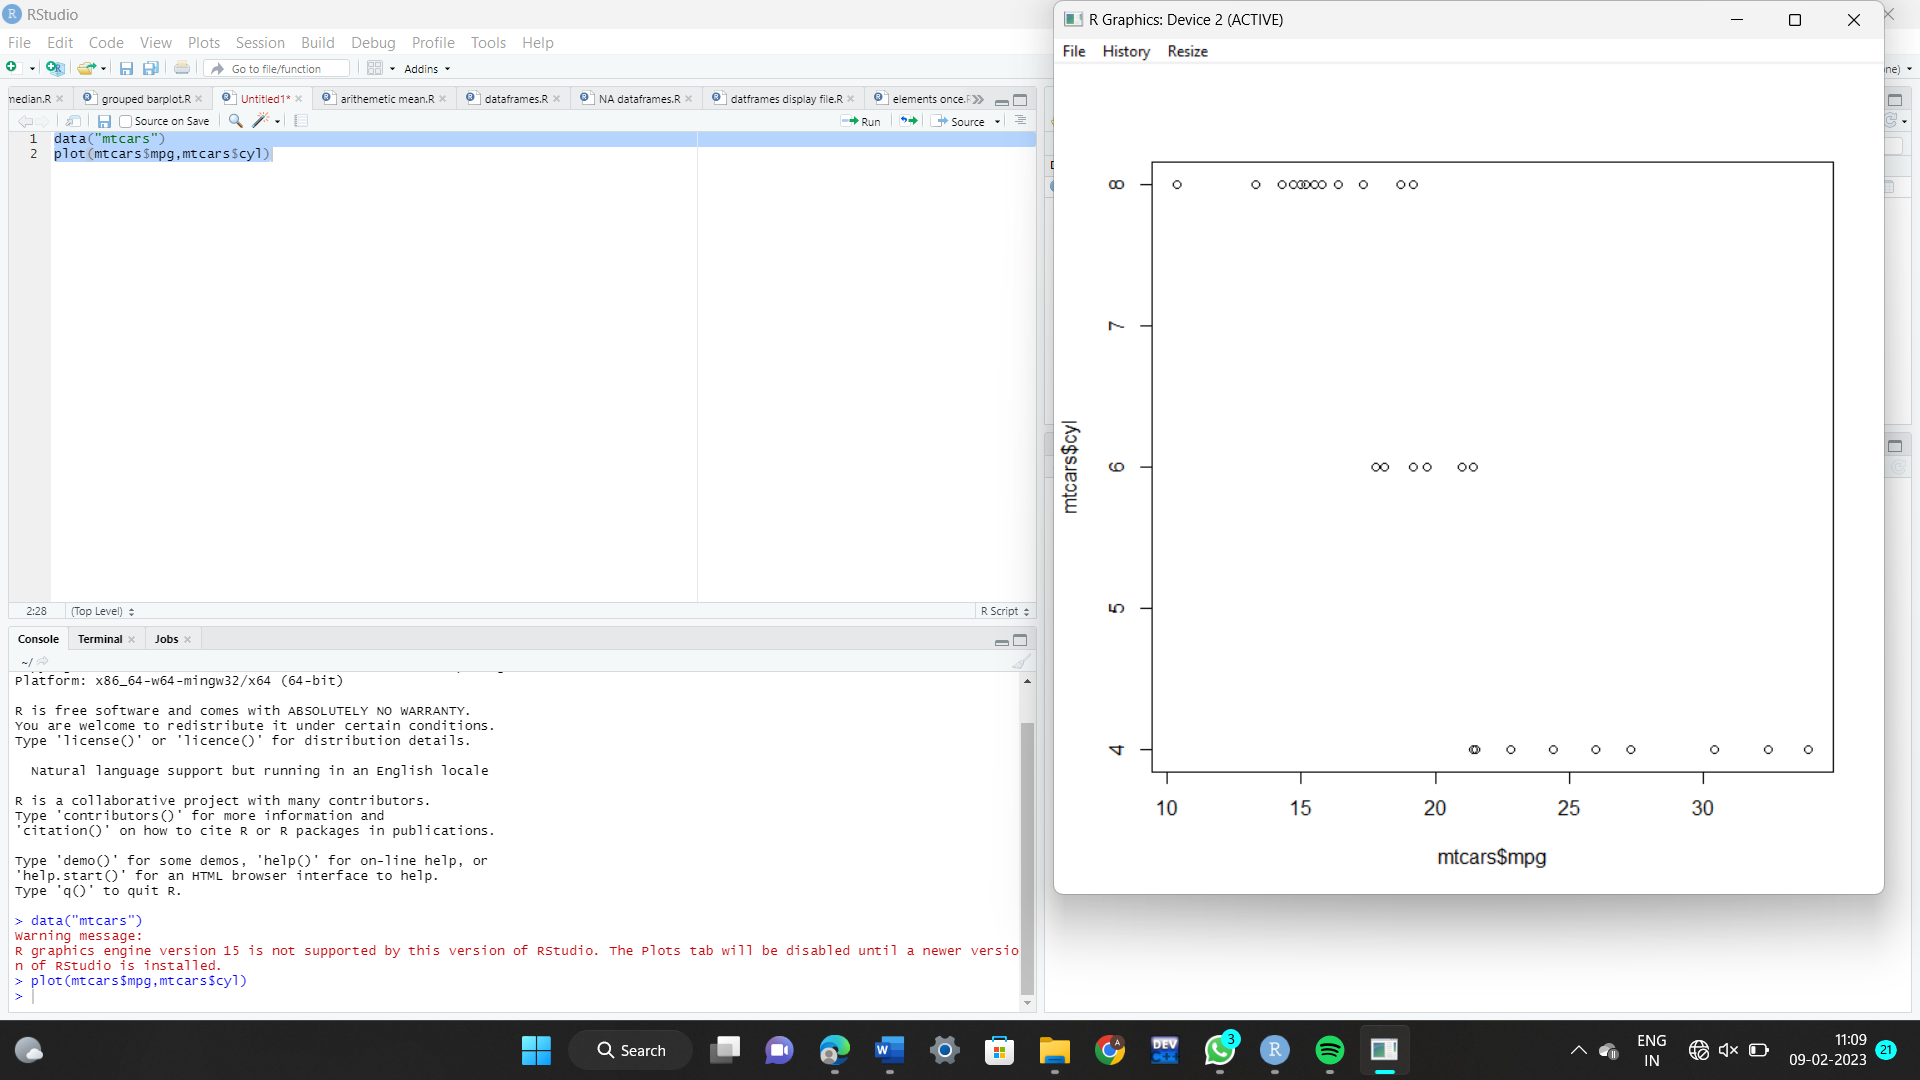 RStudio
File Edit Code View Plots Session Build Debug Profile Tools Help
Go to file/function Addins
nedian.R grouped barplot.R Untitled1* arithemetic mean.R dataframes.R NA dataframes.R datframes display file.R elements once.R
Source on Save Run Source
1 data("mtcars")
2 plot(mtcars$mpg,mtcars$cyl)
2:28 (Top Level) R Script
Console Terminal Jobs
~/
Platform: x86_64-w64-mingw32/x64 (64-bit)
R is free software and comes with ABSOLUTELY NO WARRANTY.
You are welcome to redistribute it under certain conditions.
Type 'license()' or 'licence()' for distribution details.
Natural language support but running in an English locale
R is a collaborative project with many contributors.
Type 'contributors()' for more information and
'citation()' on how to cite R or R packages in publications.
Type 'demo()' for some demos, 'help()' for on-line help, or
'help.start()' for an HTML browser interface to help.
Type 'q()' to quit R.
> data("mtcars")
Warning message:
R graphics engine version 15 is not supported by this version of RStudio. The Plots tab will be disabled until a newer versio
n of RStudio is installed.
> plot(mtcars$mpg,mtcars$cyl)
>
R Graphics: Device 2 (ACTIVE)
File History Resize
ne)
8
7
6
5
4
mtcars$cyl
10 15 20 25 30
mtcars$mpg
Search
W
DEV
C++
3
R
ENG
IN
11:09
09-02-2023
21